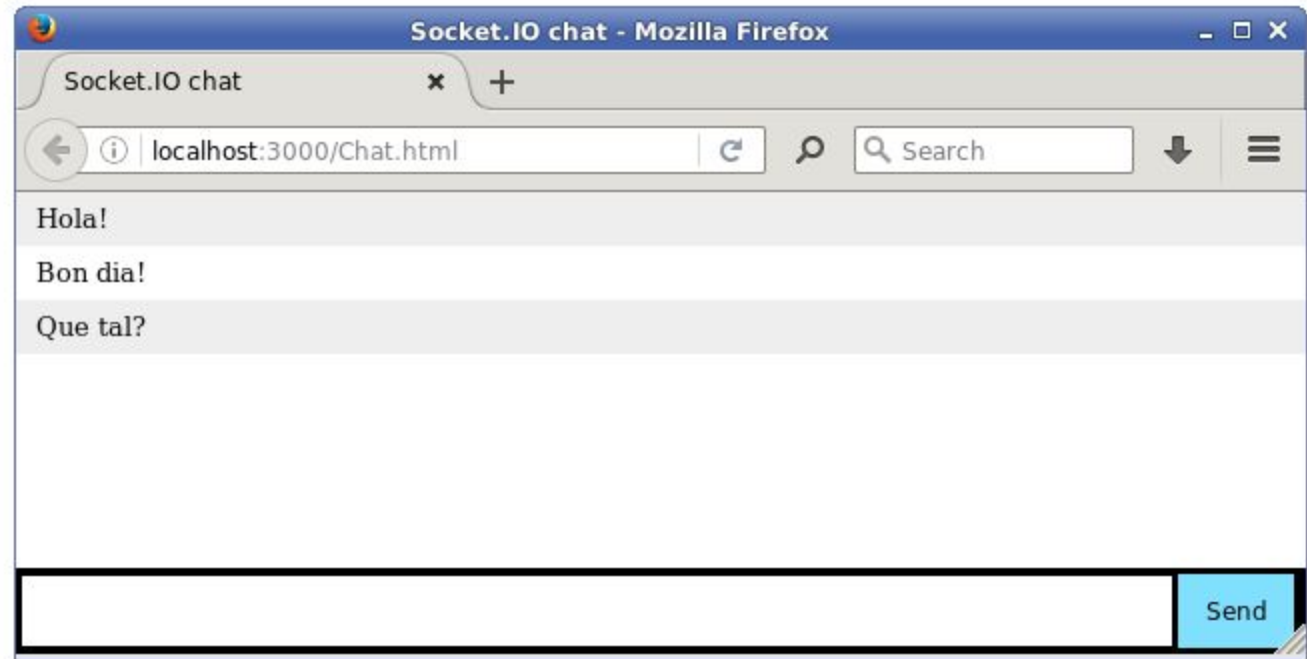 Socket.IO chat - Mozilla Firefox
Socket.IO chat
localhost:3000/Chat.html
Search
Hola!
Bon dia!
Que tal?
Send